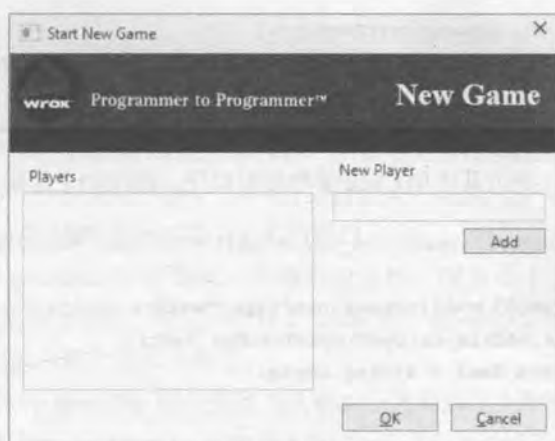 Start New Game
wrox Programmer to Programmer™ New Game
Players
New Player
Add
OK Cancel